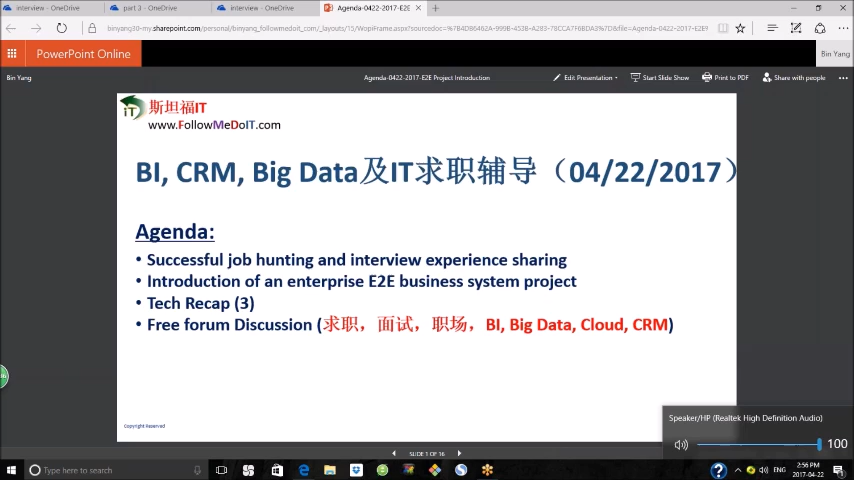 interview - OneDrive
part 3 - OneDrive
interview - OneDrive
Agenda-0422-2017-E2E
PowerPoint Online
Bin Yang
Bin Yang
Agenda-0422-2017-E2E Project Introduction
Edit Presentation
Start Slide Show
Print to PDF
Share with people
iT 斯坦福IT
www.FollowMeDoIT.com
BI, CRM, Big Data及IT求职辅导（04/22/2017）
Agenda:
• Successful job hunting and interview experience sharing
• Introduction of an enterprise E2E business system project
• Tech Recap (3)
• Free forum Discussion (求职，面试，职场，BI, Big Data, Cloud, CRM)
Copyright Reserved
Speaker/HP (Realtek High Definition Audio)
100
SLIDE 1 OF 16
Type here to search
ENG
2:56 PM
2017-04-22